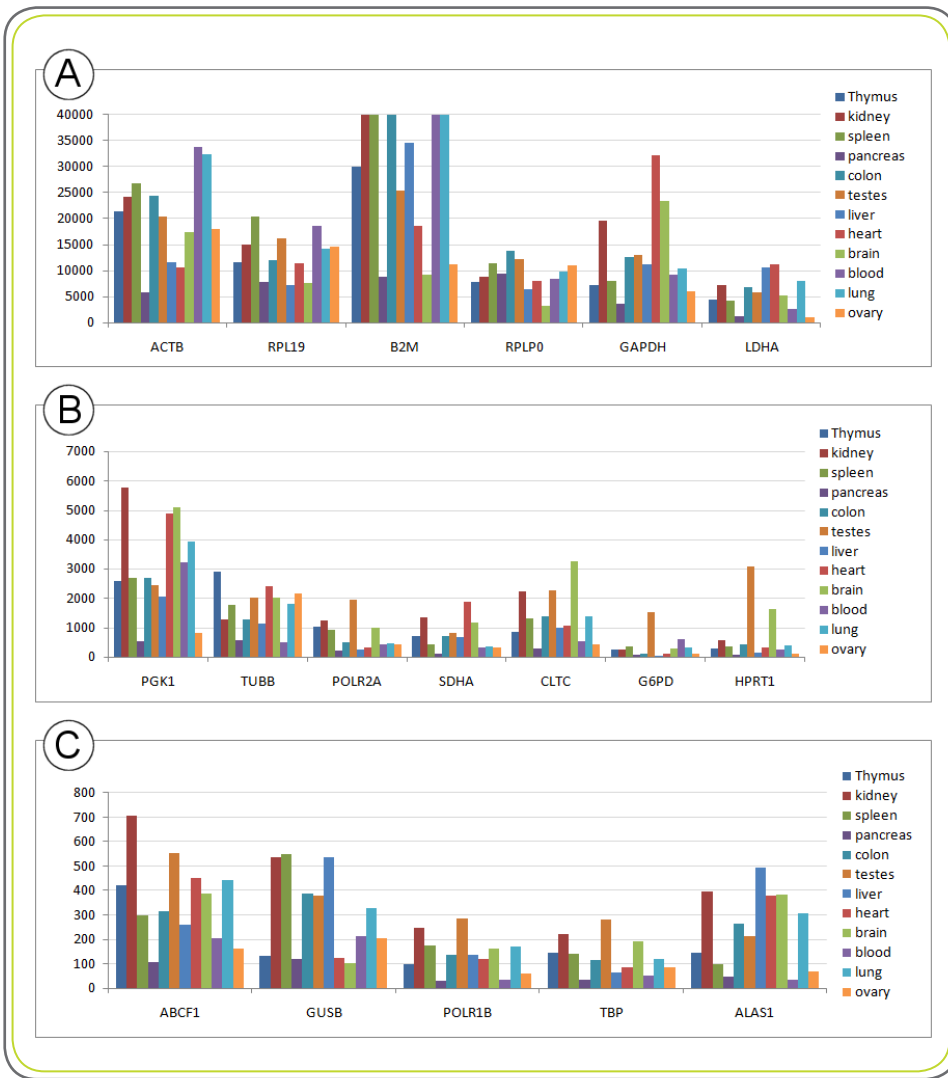 A
40000
35000
30000
25000
20000
15000
10000
5000
0
ACTB RPL19 B2M RPLP0 GAPDH LDHA
Thymus
kidney
spleen
pancreas
colon
testes
liver
heart
brain
blood
lung
ovary
B
7000
6000
5000
4000
3000
2000
1000
0
PGK1 TUBB POLR2A SDHA CLTC G6PD HPRT1
Thymus
kidney
spleen
pancreas
colon
testes
liver
heart
brain
blood
lung
ovary
C
800
700
600
500
400
300
200
100
0
ABCF1 GUSB POLR1B TBP ALAS1
Thymus
kidney
spleen
pancreas
colon
testes
liver
heart
brain
blood
lung
ovary